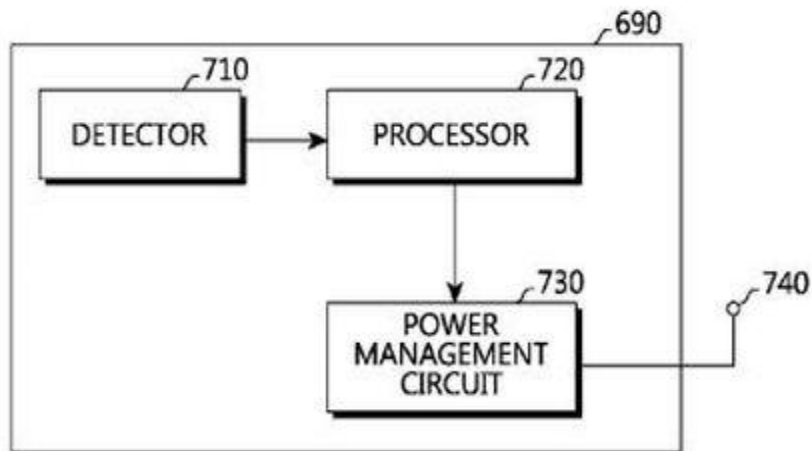 690
710
720
DETECTOR
PROCESSOR
730
740
POWER
MANAGEMENT
CIRCUIT